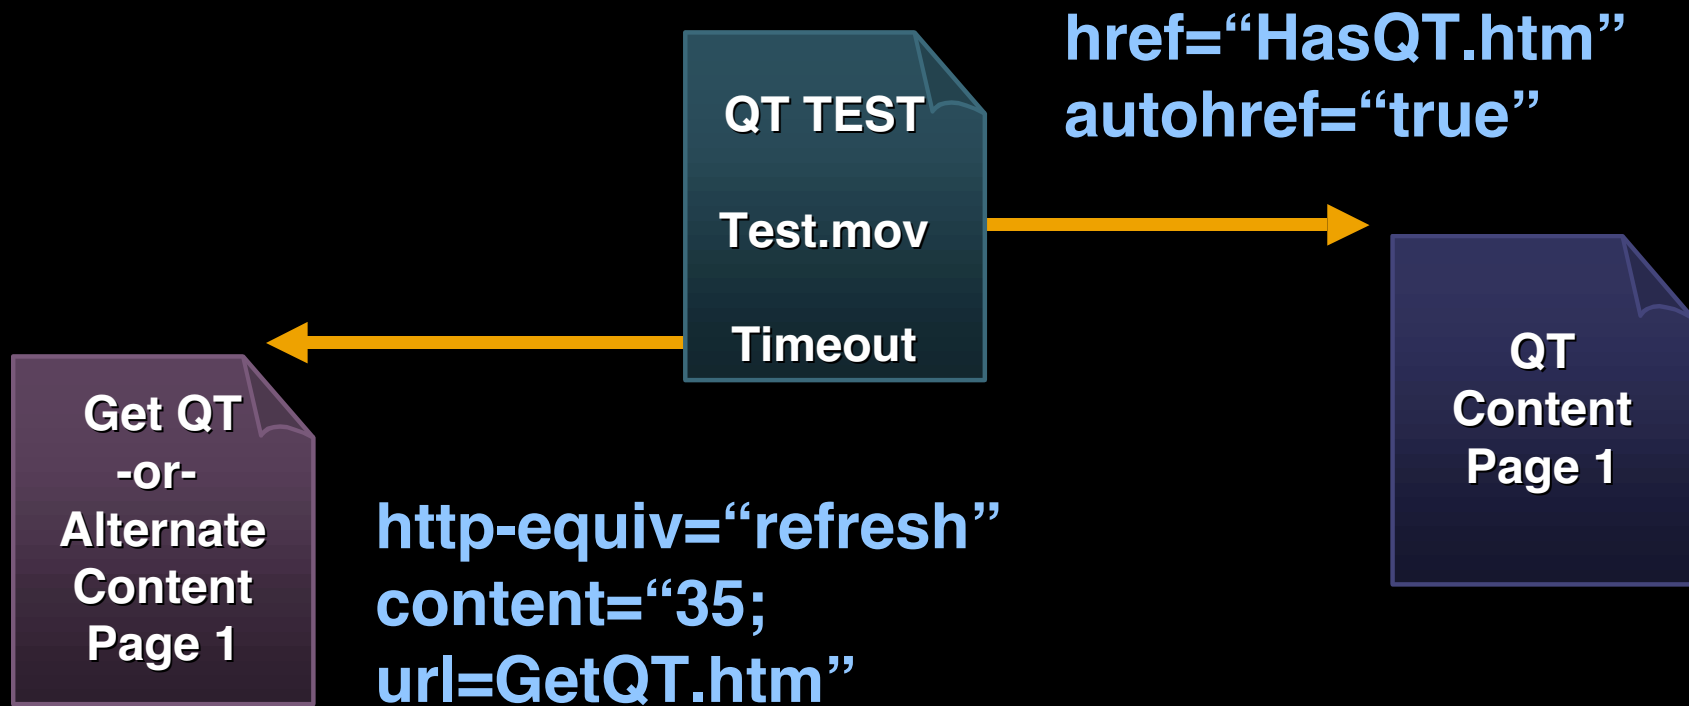 href=“HasQT.htm”
autohref=“true”
QT TEST
Test.mov
Timeout
QT
Content
Page 1
Get QT
-or-
Alternate
Content
Page 1
http-equiv=“refresh”
content=“35;
url=GetQT.htm”